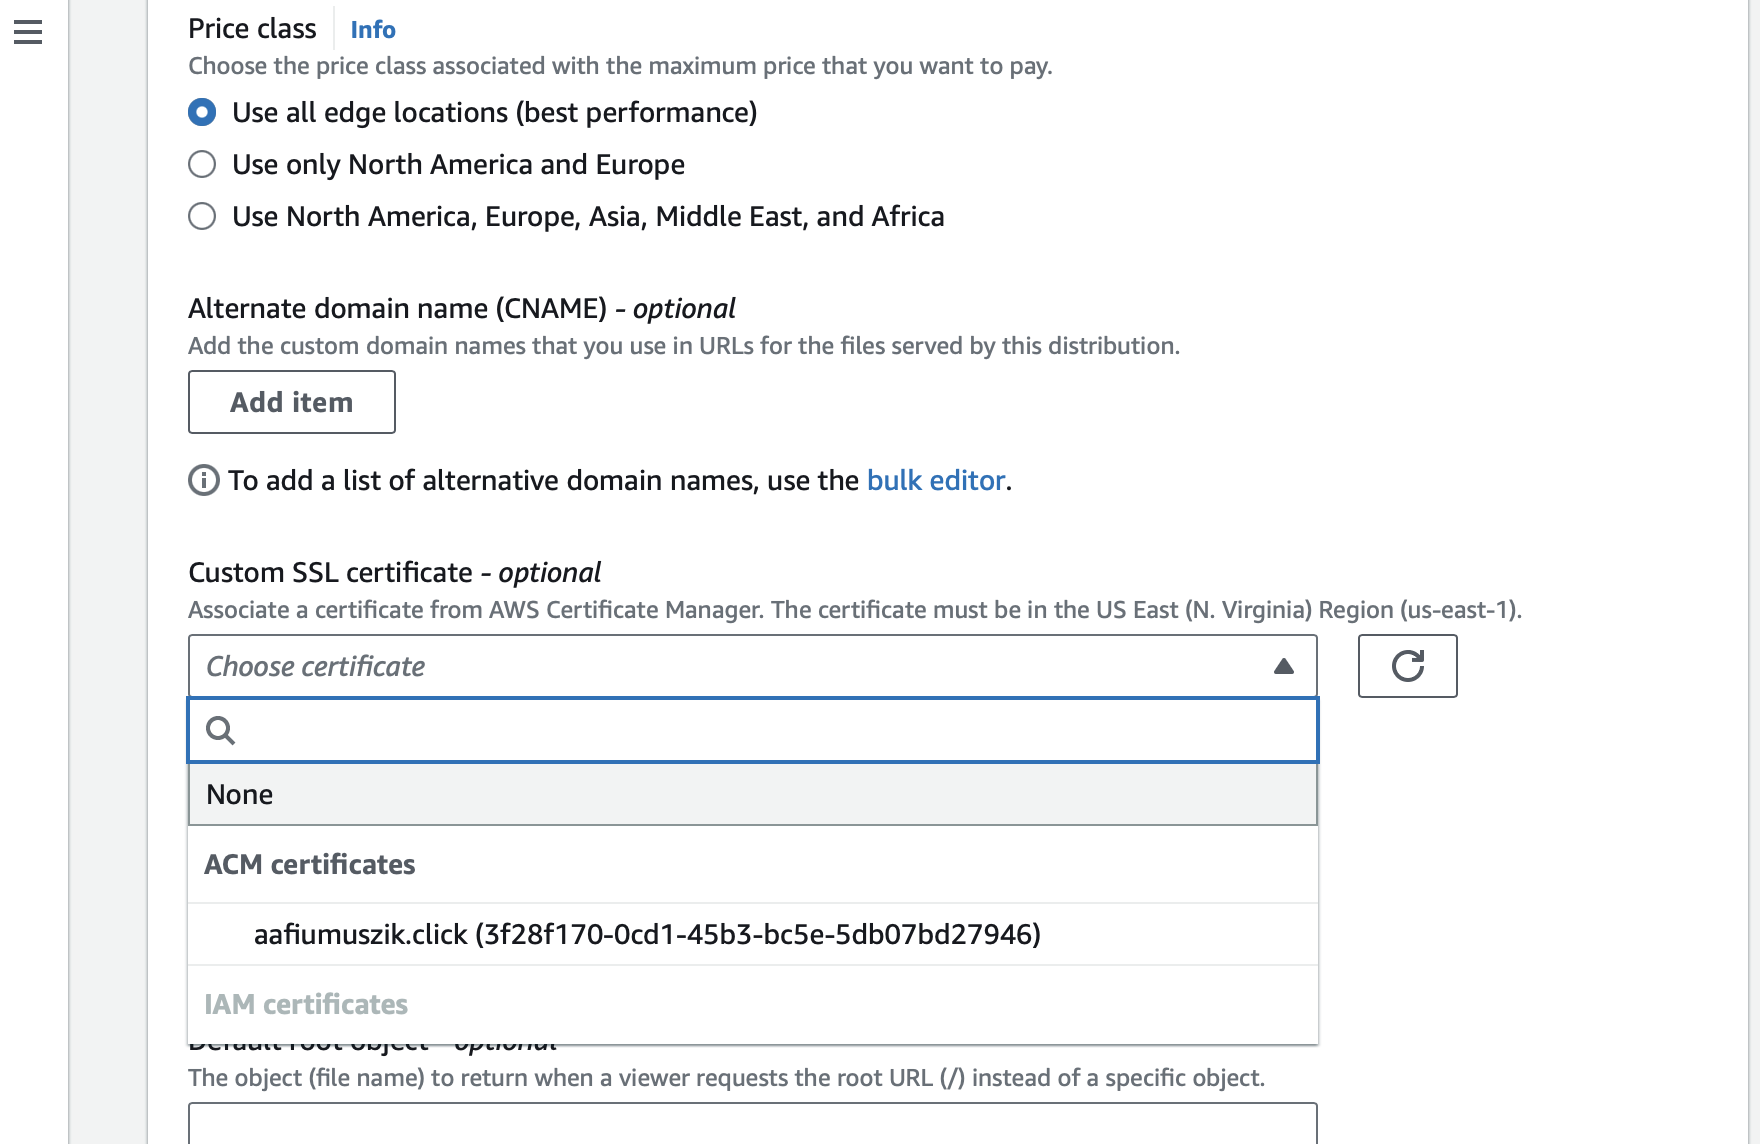 Price class Info
Choose the price class associated with the maximum price that you want to pay.
Use all edge locations (best performance)
Use only North America and Europe
Use North America, Europe, Asia, Middle East, and Africa
Alternate domain name (CNAME) - optional
Add the custom domain names that you use in URLs for the files served by this distribution.
Add item
To add a list of alternative domain names, use the bulk editor.
Custom SSL certificate - optional
Associate a certificate from AWS Certificate Manager. The certificate must be in the US East (N. Virginia) Region (us-east-1).
Choose certificate
None
ACM certificates
aafiumuszik.click (3f28f170-0cd1-45b3-bc5e-5db07bd27946)
IAM certificates
Default root object - optional
The object (file name) to return when a viewer requests the root URL (/) instead of a specific object.